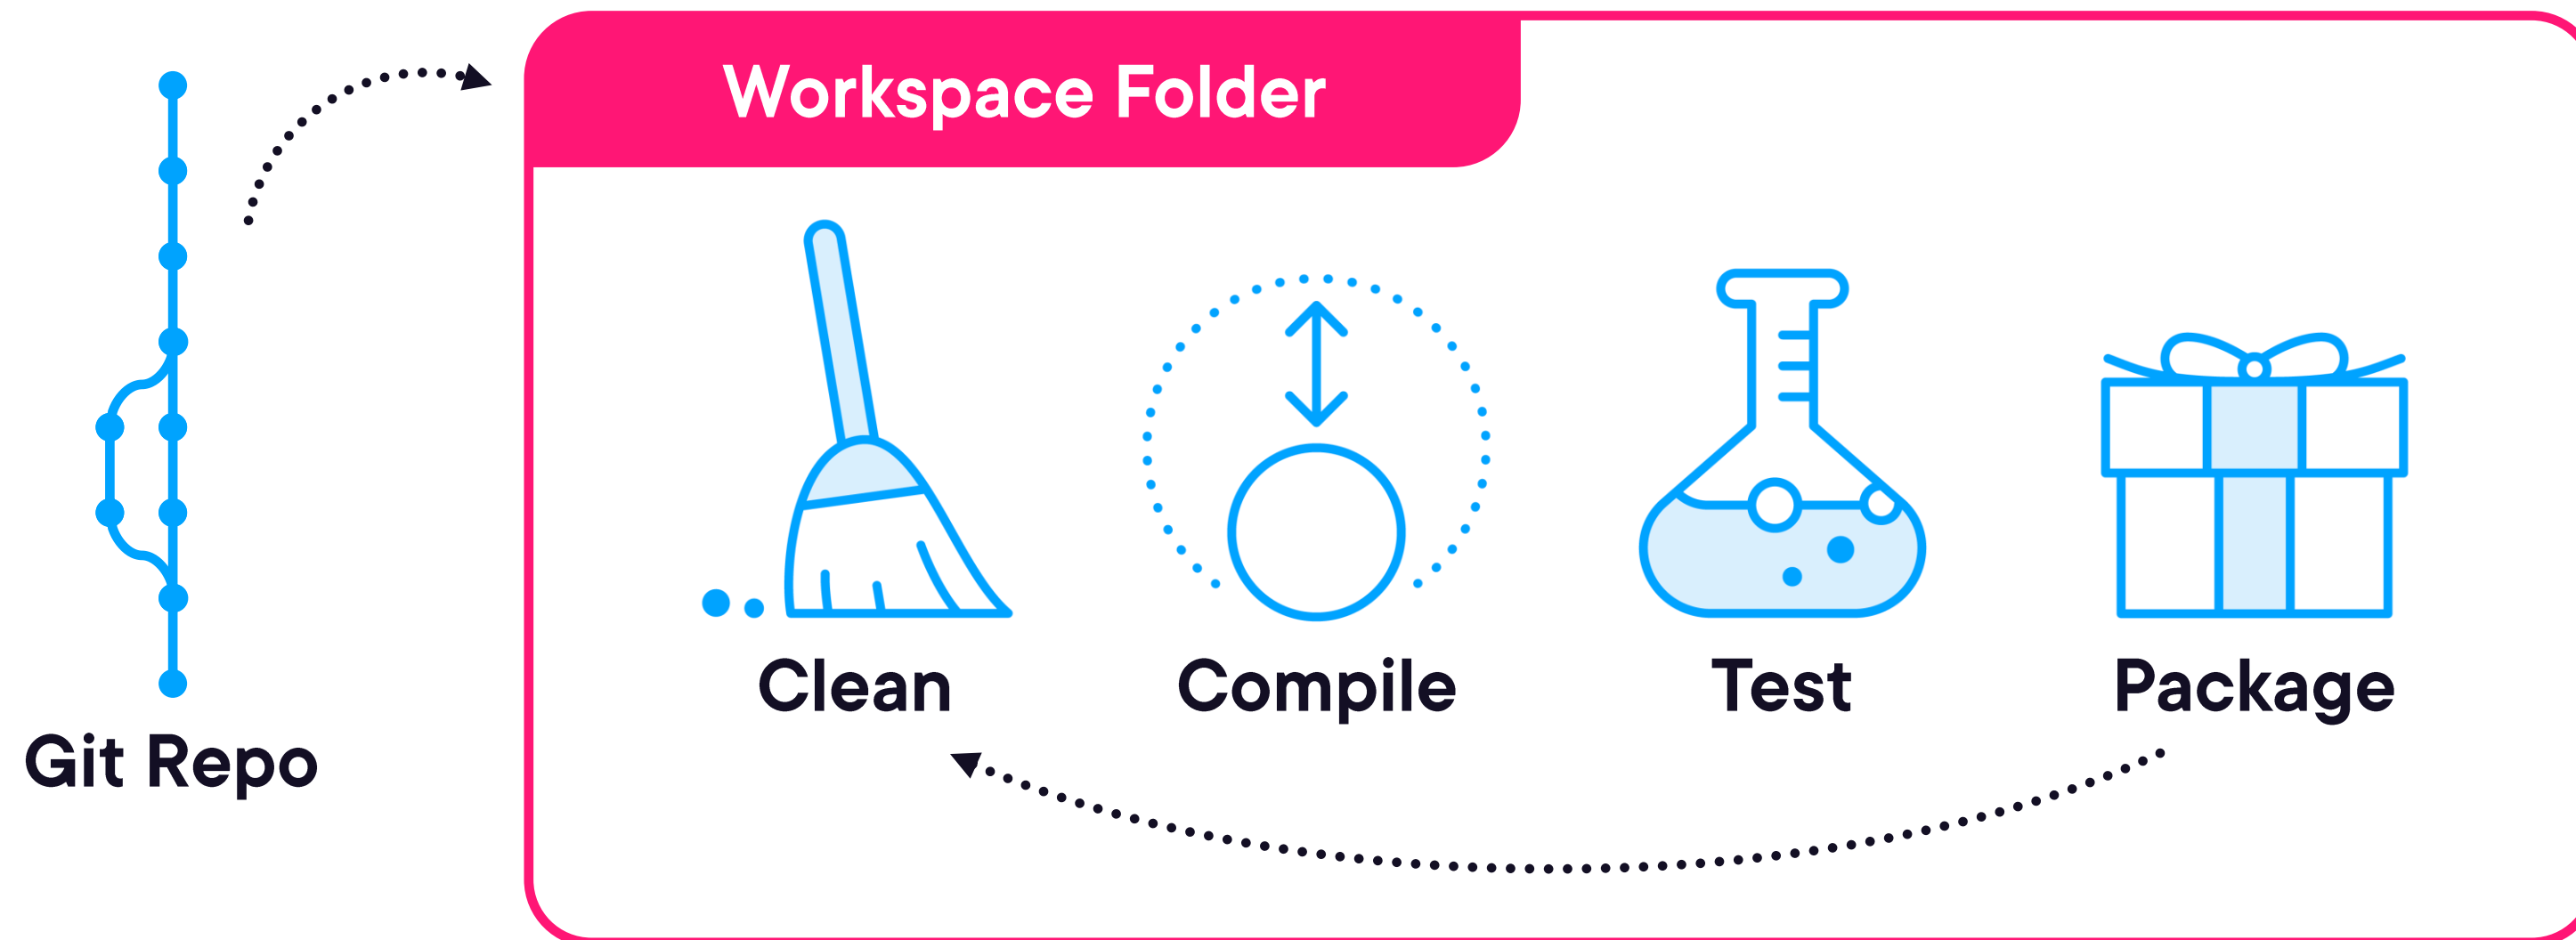 Workspace Folder
Clean
Compile
Test
Package
Git Repo